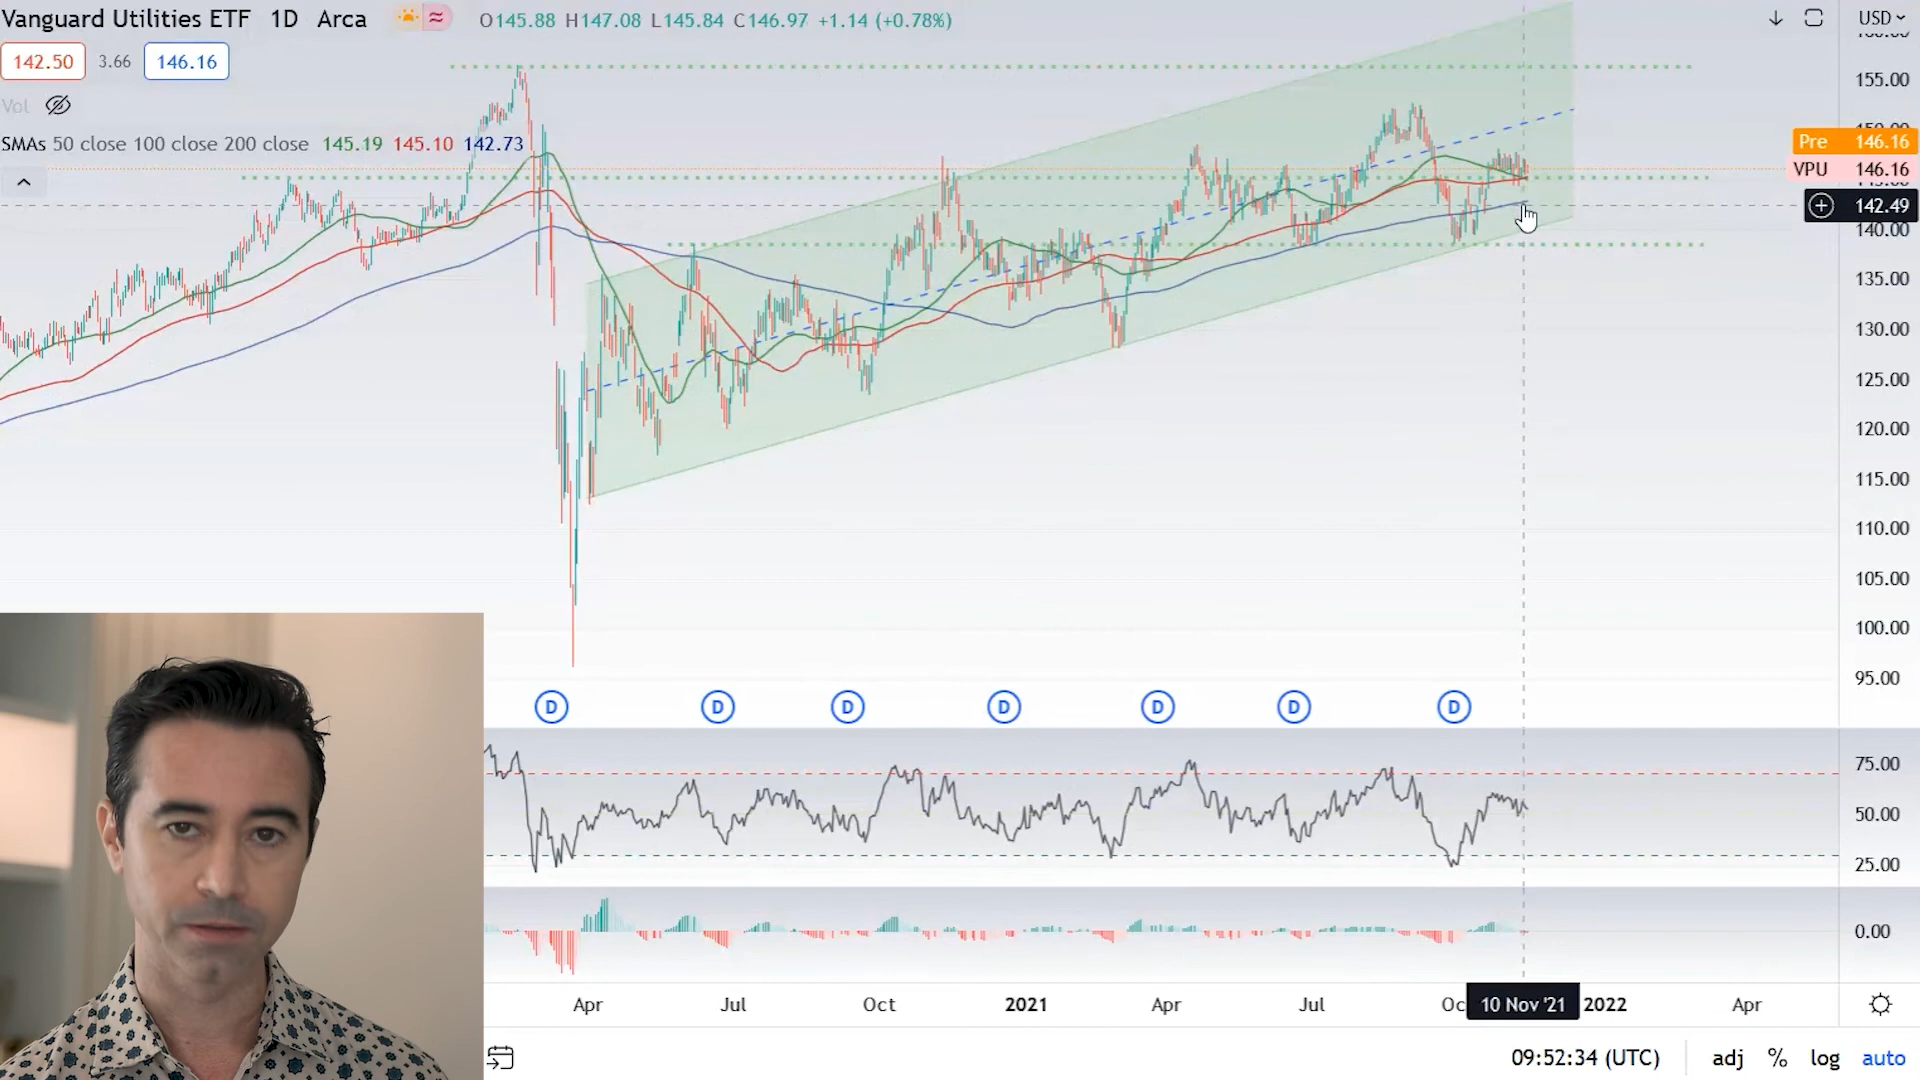 Vanguard Utilities ETF 1D Arca O145.88 H147.08 L145.84 C146.97 +1.14 (+0.78%) USD
142.50 3.66 146.16
Vol
SMAs 50 close 100 close 200 close 145.19 145.10 142.73
155.00
Pre 146.16
VPU 146.16
142.49
140.00
135.00
130.00
125.00
120.00
115.00
110.00
105.00
100.00
95.00
D D D D D D D
75.00
50.00
25.00
0.00
Apr Jul Oct 2021 Apr Jul Oc 10 Nov '21 2022 Apr
09:52:34 (UTC) adj % log auto